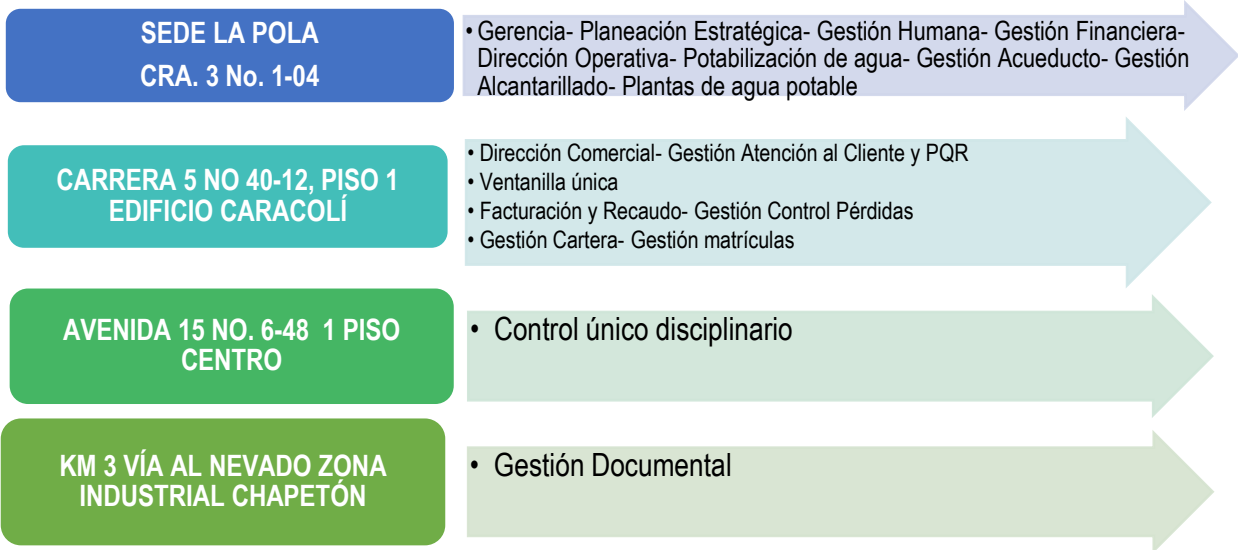 SEDE LA POLA
CRA. 3 No. 1-04
• Gerencia- Planeación Estratégica- Gestión Humana- Gestión Financiera-
Dirección Operativa- Potabilización de agua- Gestión Acueducto- Gestión
Alcantarillado- Plantas de agua potable
CARRERA 5 NO 40-12, PISO 1
EDIFICIO CARACOLÍ
• Dirección Comercial- Gestión Atención al Cliente y PQR
• Ventanilla única
• Facturación y Recaudo- Gestión Control Pérdidas
• Gestión Cartera- Gestión matrículas
AVENIDA 15 NO. 6-48 1 PISO
CENTRO
• Control único disciplinario
KM 3 VÍA AL NEVADO ZONA
INDUSTRIAL CHAPETÓN
• Gestión Documental